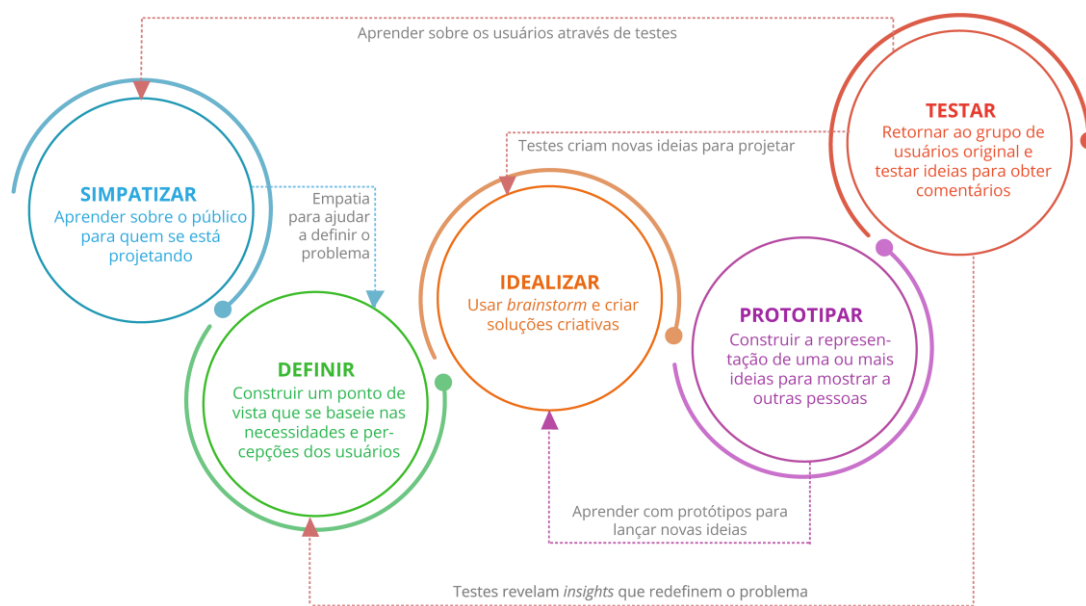 Aprender sobre os usuários através de testes
SIMPATIZAR
Aprender sobre o público
para quem se está
projetando
Empatia
para ajudar
a definir o
problema
DEFINIR
Construir um ponto de
vista que se baseie nas
necessidades e per-
cepções dos usuários
Testes criam novas ideias para projetar
IDEALIZAR
Usar brainstorm e criar
soluções criativas
PROTOTIPAR
Construir a represen-
tação de uma ou mais
ideias para mostrar a
outras pessoas
TESTAR
Retornar ao grupo de
usuários original e
testar ideias para obter
comentários
Aprender com protótipos para
lançar novas ideias
Testes revelam insights que redefinem o problema